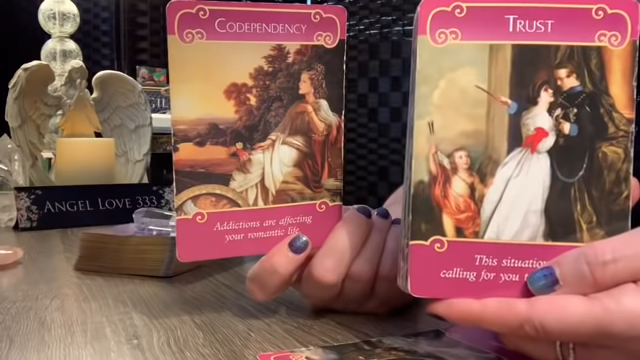 CODEPENDENCY
Addictions are affecting
your romantic life.
TRUST
This situation
calling for you
ANGEL LOVE 333